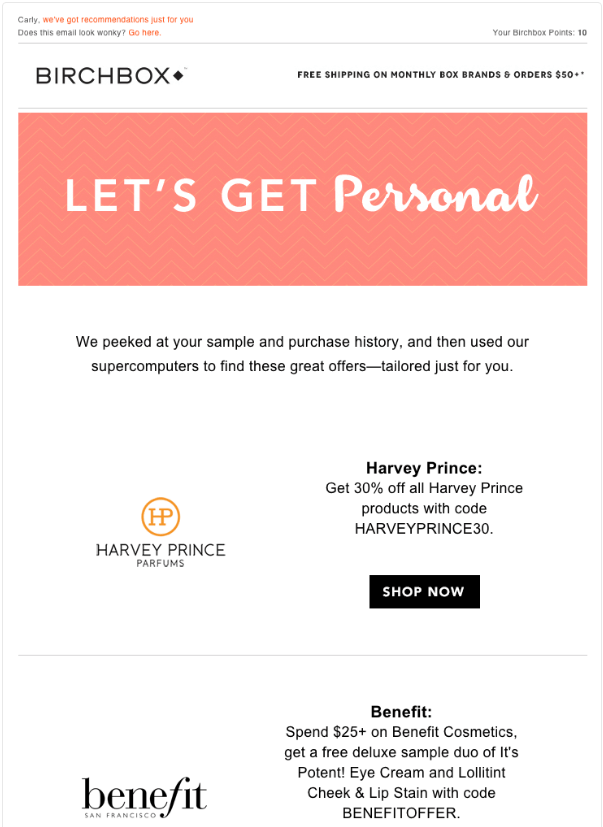 Carly, we've got recommendations just for you.
Does this email look wonky? Go here.
Your Birchbox Points: 10
BIRCHBOX
FREE SHIPPING ON MONTHLY BOX BRANDS & ORDERS $50+*
LET'S GET Personal
We peeked at your sample and purchase history, and then used our
supercomputers to find these great offers—tailored just for you.
HP
HARVEY PRINCE
PARFUMS
Harvey Prince:
Get 30% off all Harvey Prince
products with code
HARVEYPRINCE30.
SHOP NOW
benefit
SAN FRANCISCO
Benefit:
Spend $25+ on Benefit Cosmetics,
get a free deluxe sample duo of It's
Potent! Eye Cream and Lollitint
Cheek & Lip Stain with code
BENEFITOFFER.